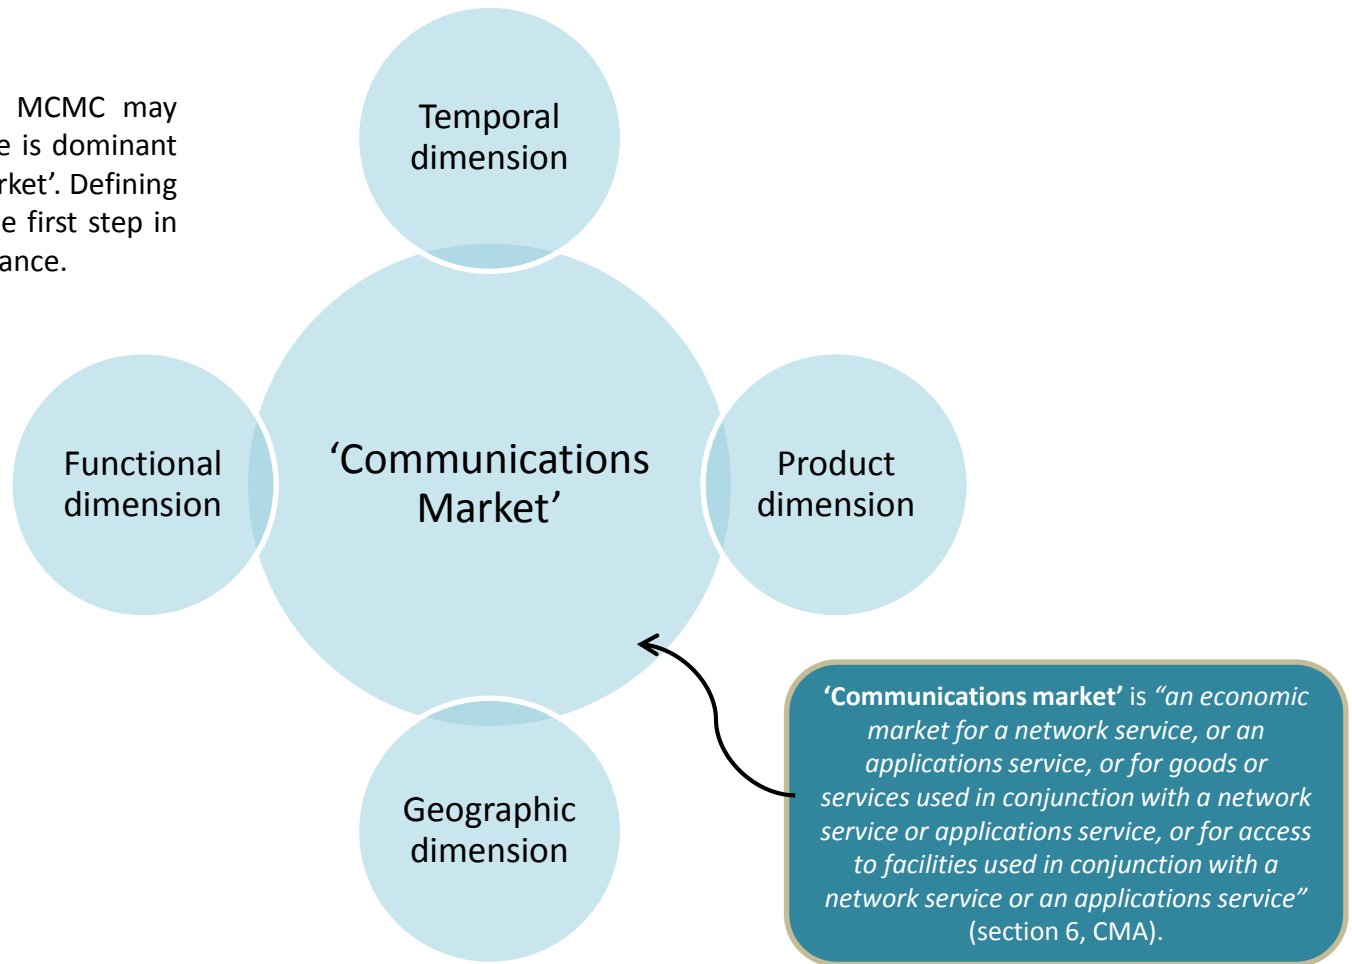 MCMC may
e is dominant
rket’. Defining
e first step in
ance.
Temporal
dimension
Functional
dimension
‘Communications
Market’
Product
dimension
Geographic
dimension
‘Communications market’ is “an economic
market for a network service, or an
applications service, or for goods or
services used in conjunction with a network
service or applications service, or for access
to facilities used in conjunction with a
network service or an applications service”
(section 6, CMA).